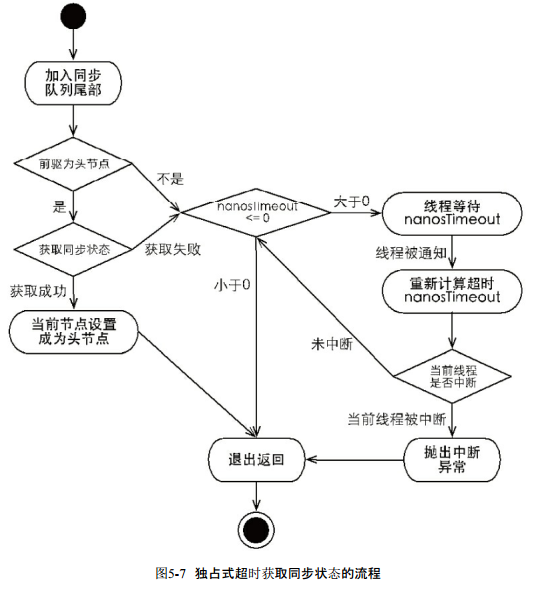 加入同步
队列尾部
前驱为头节点
不是
是
nanosTimeout
<= 0
大于0
线程等待
nanosTimeout
获取同步状态
获取失败
线程被通知
小于0
重新计算超时
nanosTimeout
获取成功
当前节点设置
成为头节点
未中断
当前线程
是否中断
当前线程被中断
退出返回
抛出中断
异常
图5-7 独占式超时获取同步状态的流程